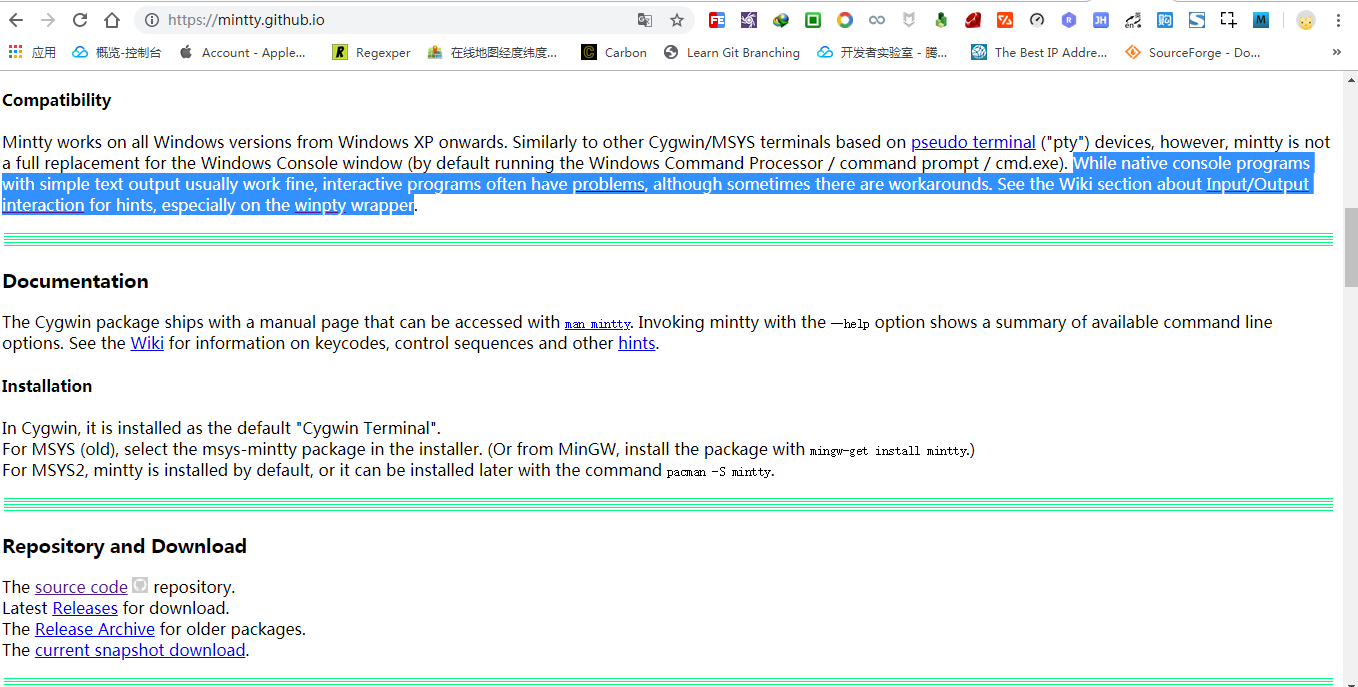 https://mintty.github.io
应用 概览-控制台 Account - Apple... Regexper 在线地图经度纬度... Carbon Learn Git Branching 开发者实验室 - 腾... The Best IP Addre... SourceForge - Do... »
Compatibility
Mintty works on all Windows versions from Windows XP onwards. Similarly to other Cygwin/MSYS terminals based on pseudo terminal ("pty") devices, however, mintty is not
a full replacement for the Windows Console window (by default running the Windows Command Processor / command prompt / cmd.exe). While native console programs
with simple text output usually work fine, interactive programs often have problems, although sometimes there are workarounds. See the Wiki section about Input/Output
interaction for hints, especially on the winpty wrapper.
Documentation
The Cygwin package ships with a manual page that can be accessed with man mintty. Invoking mintty with the —help option shows a summary of available command line
options. See the Wiki for information on keycodes, control sequences and other hints.
Installation
In Cygwin, it is installed as the default "Cygwin Terminal".
For MSYS (old), select the msys-mintty package in the installer. (Or from MinGW, install the package with mingw-get install mintty.)
For MSYS2, mintty is installed by default, or it can be installed later with the command pacman -S mintty.
Repository and Download
The source code repository.
Latest Releases for download.
The Release Archive for older packages.
The current snapshot download.